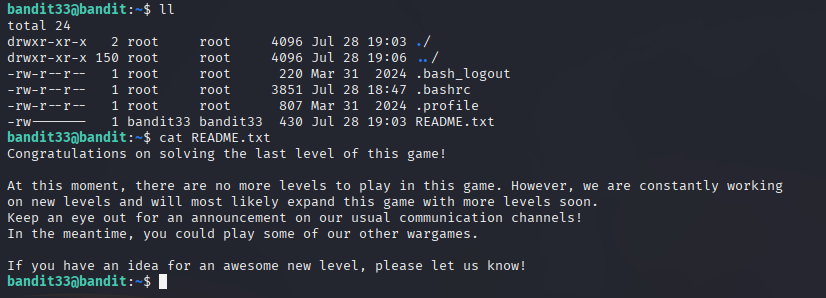 bandit33@bandit:~$ ll
total 24
drwxr-xr-x   2 root     root     4096 Jul 28 19:03 ./
drwxr-xr-x 150 root     root     4096 Jul 28 19:06 ../
-rw-r--r--   1 root     root      220 Mar 31  2024 .bash_logout
-rw-r--r--   1 root     root     3851 Jul 28 18:47 .bashrc
-rw-r--r--   1 root     root      807 Mar 31  2024 .profile
-rw-------   1 bandit33 bandit33  430 Jul 28 19:03 README.txt
bandit33@bandit:~$ cat README.txt
Congratulations on solving the last level of this game!

At this moment, there are no more levels to play in this game. However, we are constantly working
on new levels and will most likely expand this game with more levels soon.
Keep an eye out for an announcement on our usual communication channels!
In the meantime, you could play some of our other wargames.

If you have an idea for an awesome new level, please let us know!
bandit33@bandit:~$